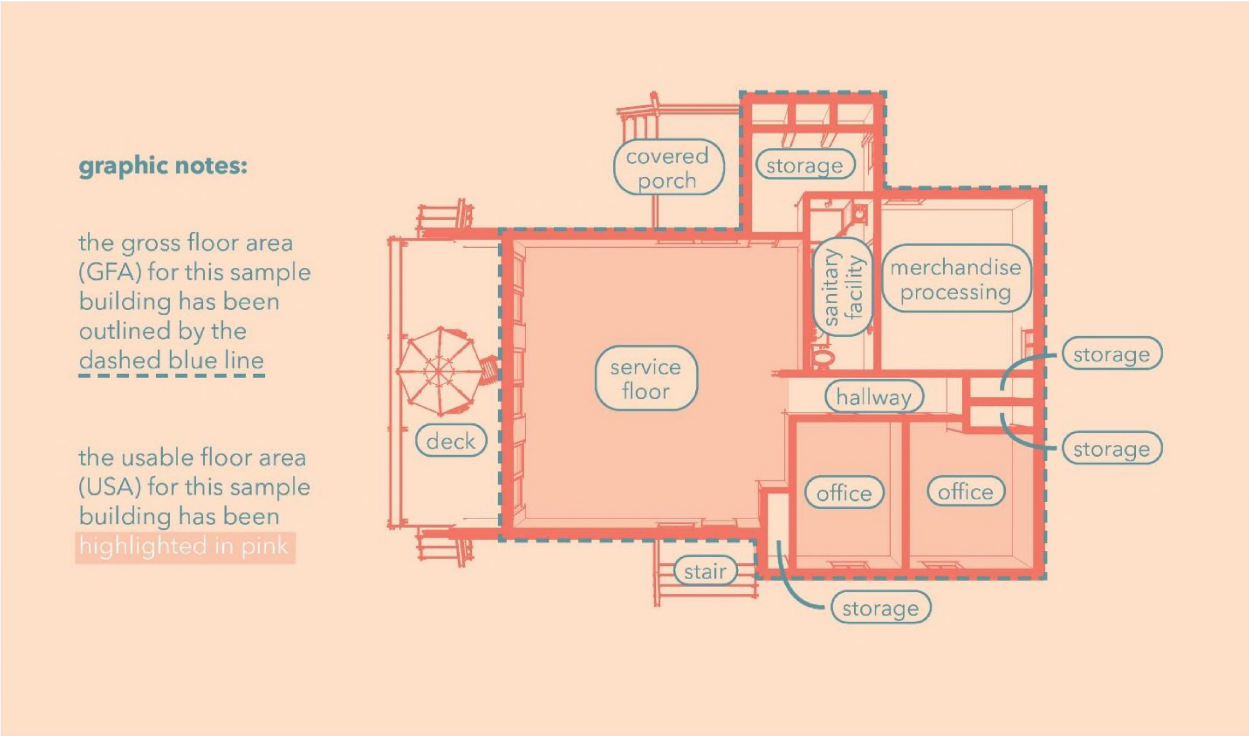 graphic notes:
the gross floor area
(GFA) for this sample
building has been
outlined by the
dashed blue line
the usable floor area
(USA) for this sample
building has been
highlighted in pink
covered
porch
storage
sanitary
facility
merchandise
processing
service
floor
storage
hallway
deck
storage
office
office
stair
storage